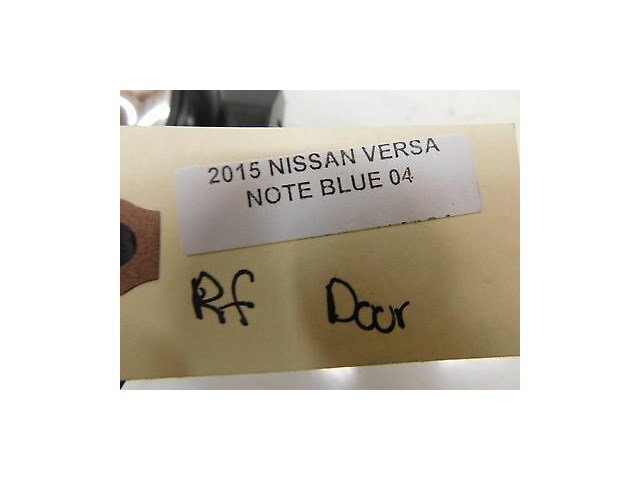 2015 NISSAN VERSA
NOTE BLUE 04
Rf Door